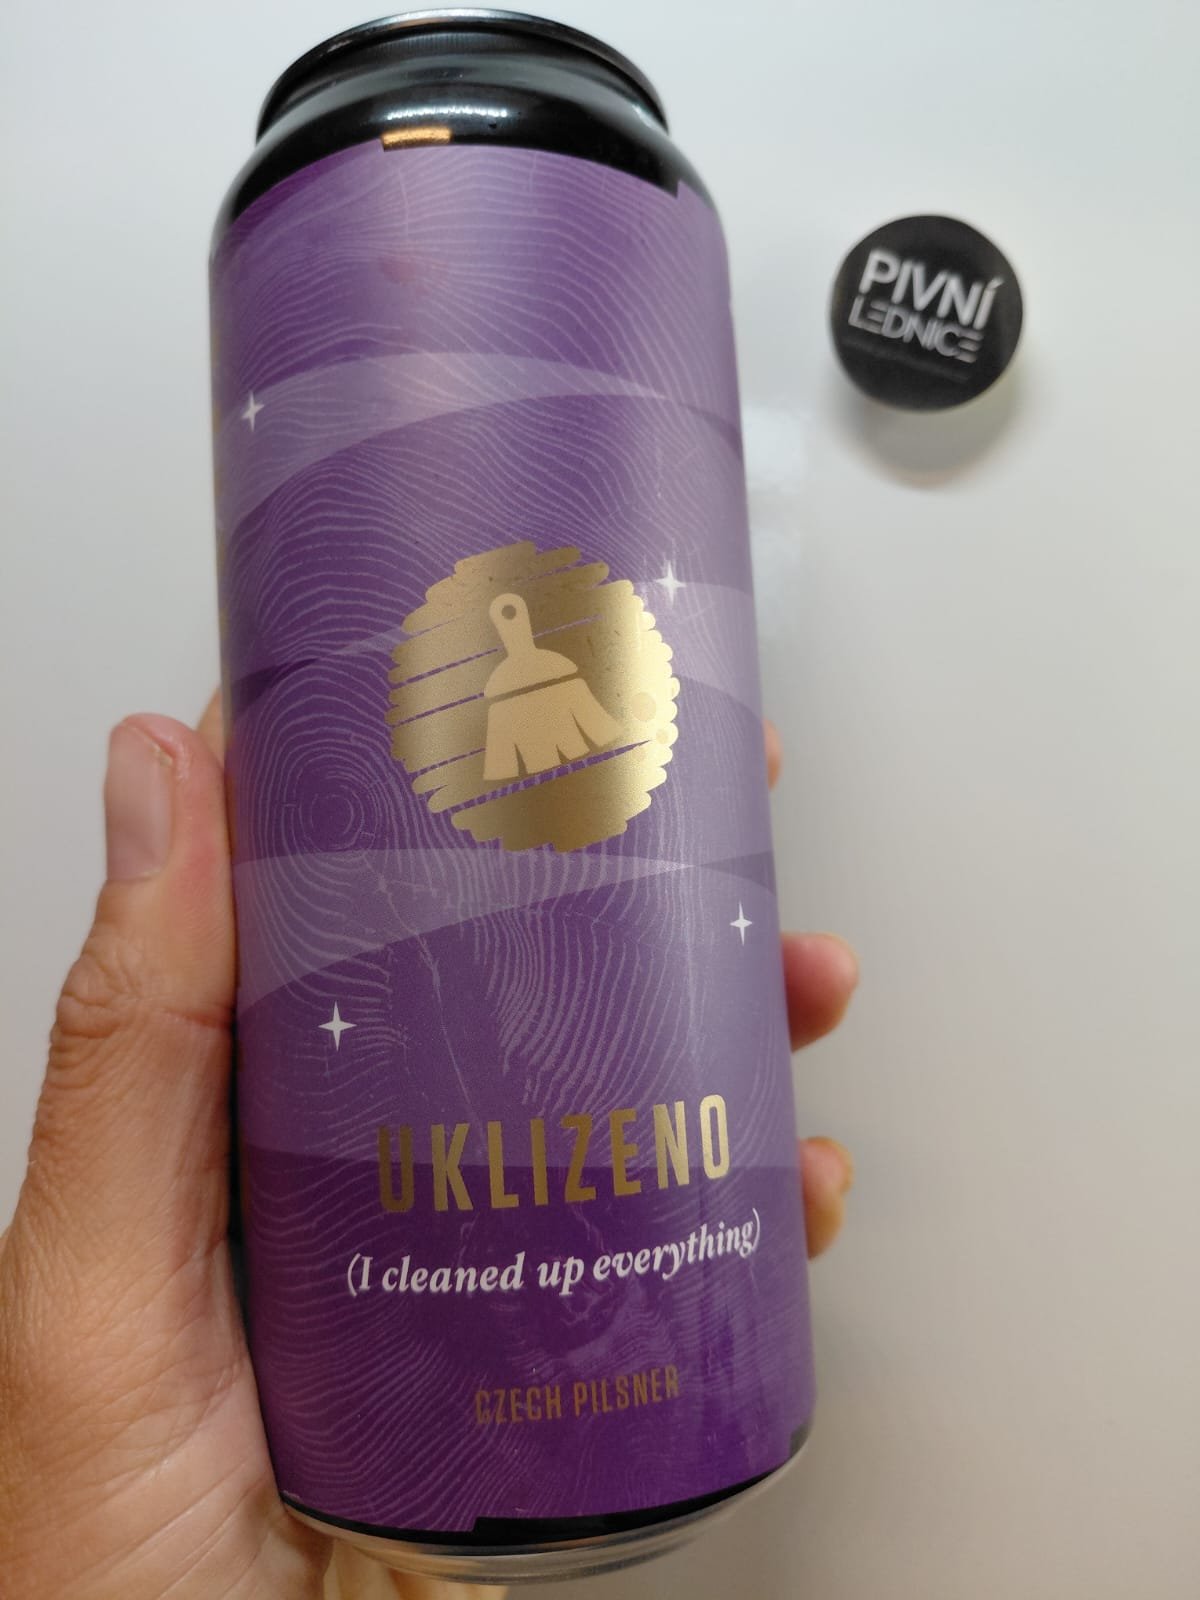 PIVNÍ
LEDNICE
UKLIZENO
(I cleaned up everything)
CZECH PILSNER